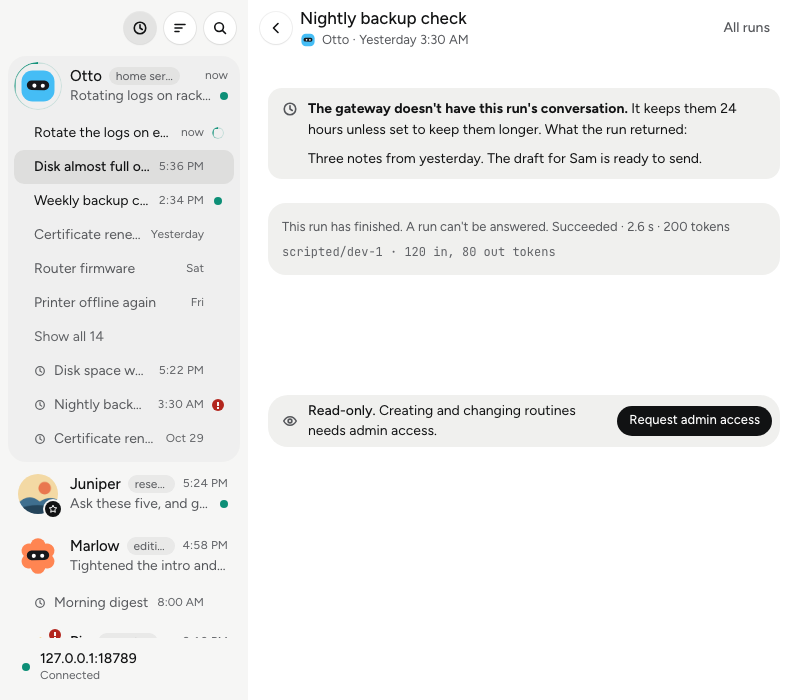 Otto home ser... now
Rotating logs on rack...
Rotate the logs on e... now
Disk almost full o... 5:36 PM
Weekly backup c... 2:34 PM
Certificate rene... Yesterday
Router firmware Sat
Printer offline again Fri
Show all 14
Disk space w... 5:22 PM
Nightly back... 3:30 AM
Certificate ren... Oct 29
Juniper rese... 5:24 PM
Ask these five, and g...
Marlow editi... 4:58 PM
Tightened the intro and...
Morning digest 8:00 AM
127.0.0.1:18789
Connected
Nightly backup check
Otto · Yesterday 3:30 AM
All runs
The gateway doesn't have this run's conversation. It keeps them 24
hours unless set to keep them longer. What the run returned:
Three notes from yesterday. The draft for Sam is ready to send.
This run has finished. A run can't be answered. Succeeded · 2.6 s · 200 tokens
scripted/dev-1 · 120 in, 80 out tokens
Read-only. Creating and changing routines
needs admin access.
Request admin access